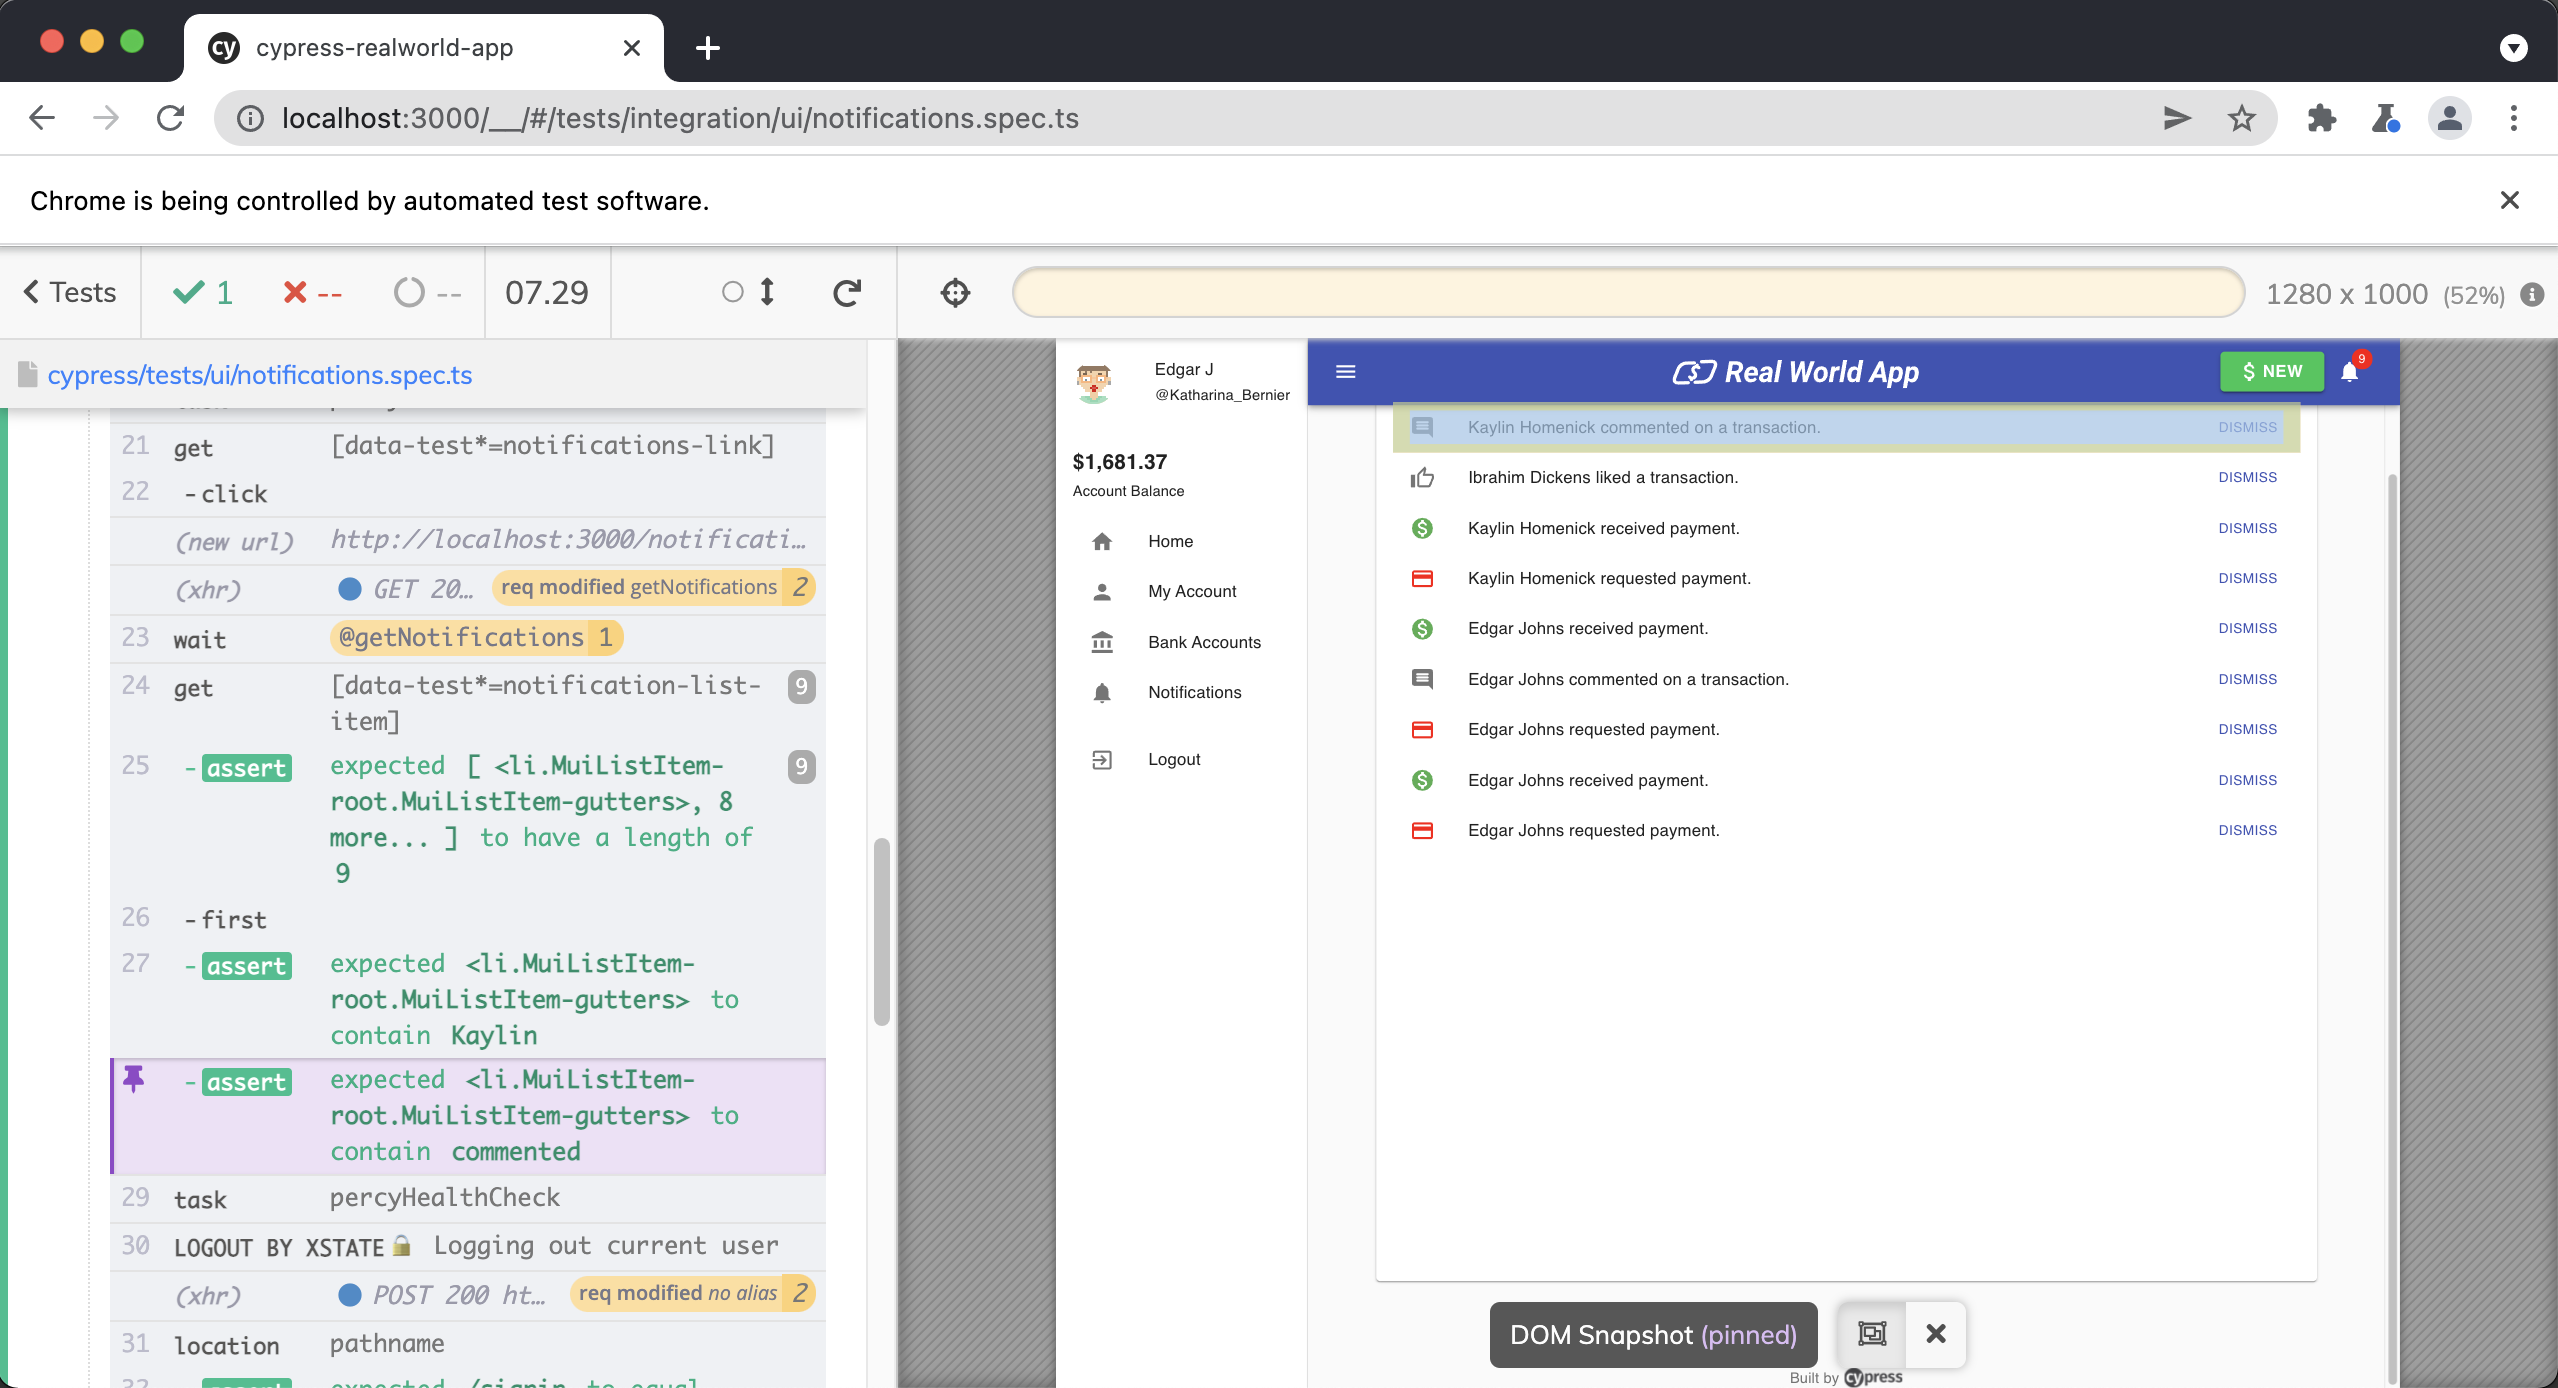 cypress-realworld-app
localhost:3000/__/#/tests/integration/ui/notifications.spec.ts
Chrome is being controlled by automated test software.
Tests 1 -- -- 07.29
1280 x 1000 (52%)
cypress/tests/ui/notifications.spec.ts
21 get [data-test*=notifications-link]
22 -click
(new url) http://localhost:3000/notificati…
(xhr) GET 20… req modified getNotifications 2
23 wait @getNotifications 1
24 get [data-test*=notification-list-
item] 9
25 -assert expected [ <li.MuiListItem- 9
root.MuiListItem-gutters>, 8
more... ] to have a length of
9
26 -first
27 -assert expected <li.MuiListItem-
root.MuiListItem-gutters> to
contain Kaylin
-assert expected <li.MuiListItem-
root.MuiListItem-gutters> to
contain commented
29 task percyHealthCheck
30 LOGOUT BY XSTATE Logging out current user
(xhr) POST 200 ht… req modified no alias 2
31 location pathname
32 -assert expected /signin to equal
Edgar J
@Katharina_Bernier
$1,681.37
Account Balance
Home
My Account
Bank Accounts
Notifications
Logout
Real World App
$ NEW
9
Kaylin Homenick commented on a transaction. DISMISS
Ibrahim Dickens liked a transaction. DISMISS
Kaylin Homenick received payment. DISMISS
Kaylin Homenick requested payment. DISMISS
Edgar Johns received payment. DISMISS
Edgar Johns commented on a transaction. DISMISS
Edgar Johns requested payment. DISMISS
Edgar Johns received payment. DISMISS
Edgar Johns requested payment. DISMISS
DOM Snapshot (pinned)
Built by cypress